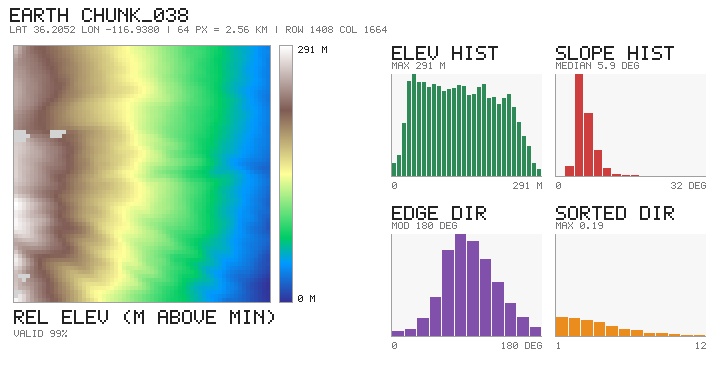 EARTH CHUNK_038
LAT 36.2052 LON -116.9380 | 64 PX = 2.56 KM | ROW 1408 COL 1664
291 M
0 M
REL ELEV (M ABOVE MIN)
VALID 99%
ELEV HIST
MAX 291 M
0 291 M
SLOPE HIST
MEDIAN 5.9 DEG
0 32 DEG
EDGE DIR
MOD 180 DEG
0 180 DEG
SORTED DIR
MAX 0.19
1 12